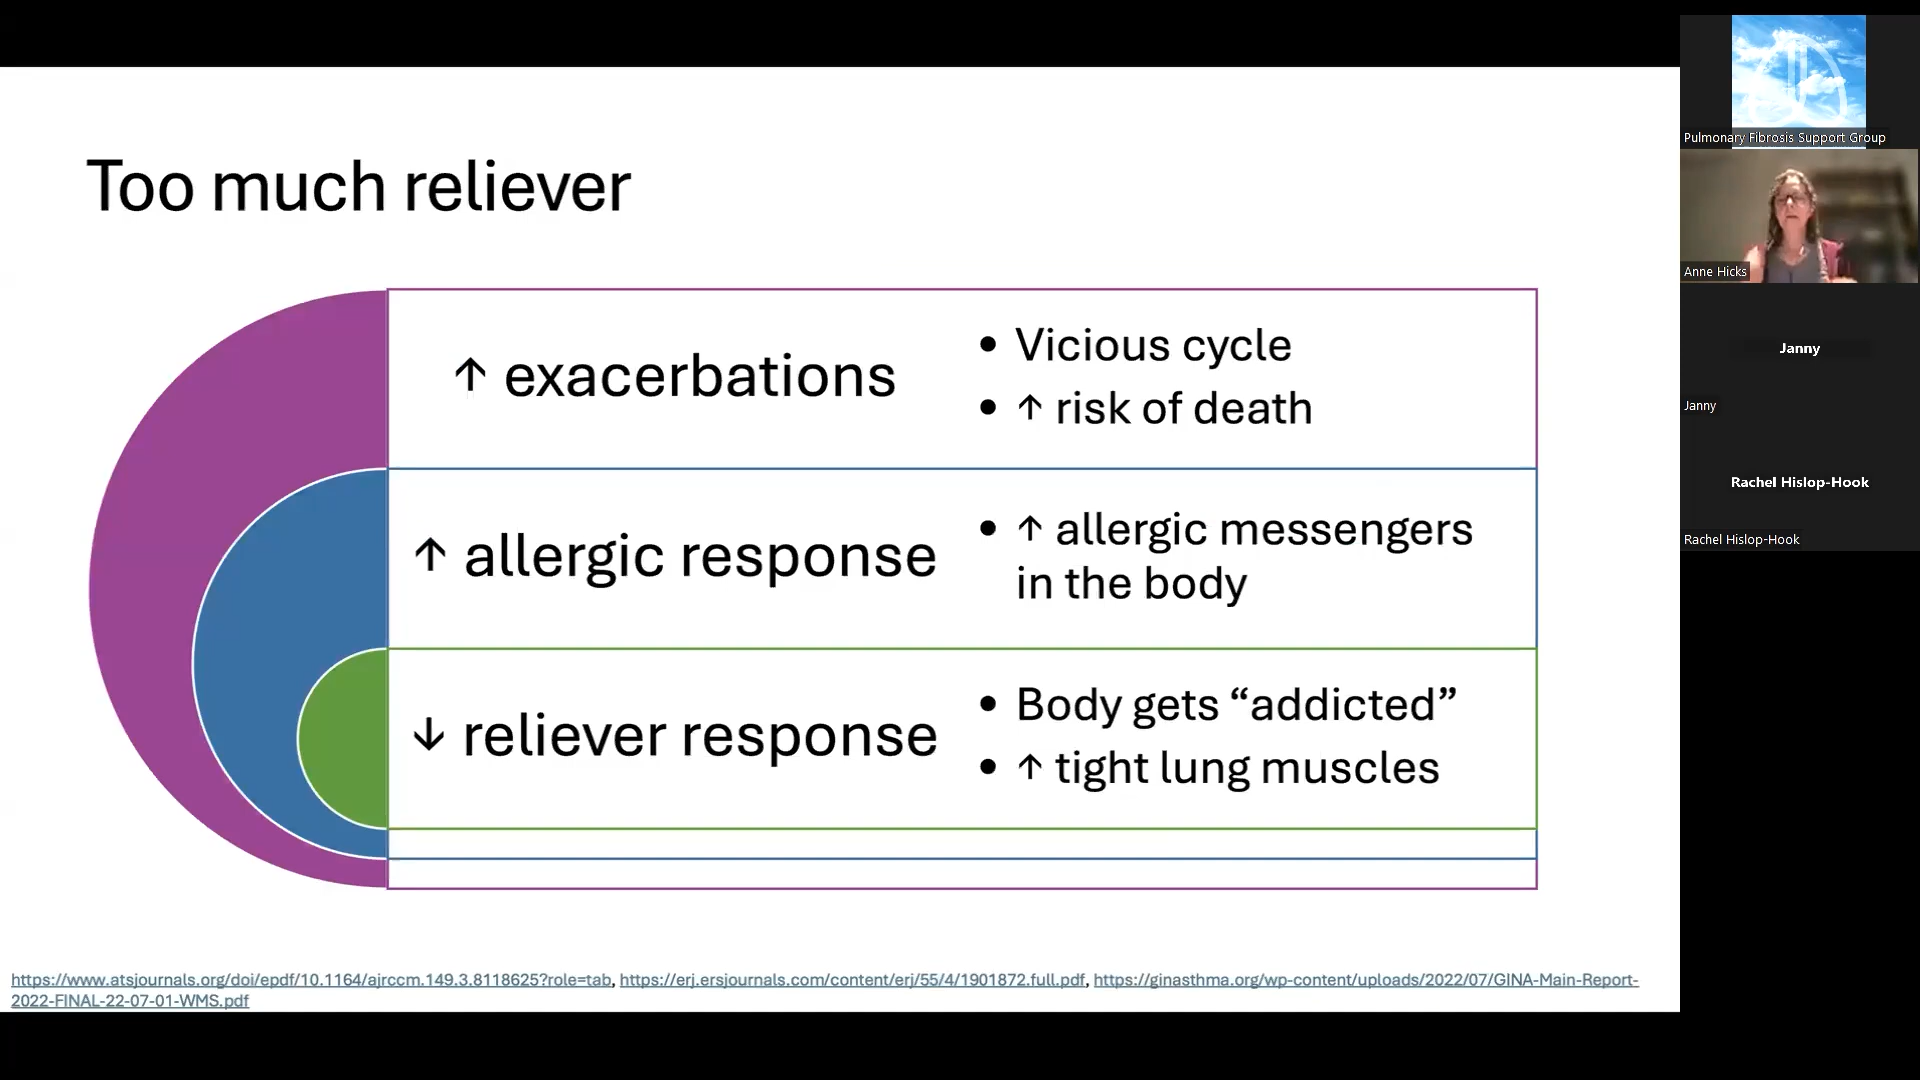 Too much reliever
↑ exacerbations
• Vicious cycle
• ↑ risk of death
↑ allergic response
• ↑ allergic messengers
in the body
↓ reliever response
• Body gets “addicted”
• ↑ tight lung muscles
https://www.atsjournals.org/doi/epdf/10.1164/ajrccm.149.3.8118625?role=tab, https://erj.ersjournals.com/content/erj/55/4/1901872.full.pdf, https://ginasthma.org/wp-content/uploads/2022/07/GINA-Main-Report-
2022-FINAL-22-07-01-WMS.pdf
Pulmonary Fibrosis Support Group
Anne Hicks
Janny
Janny
Rachel Hislop-Hook
Rachel Hislop-Hook